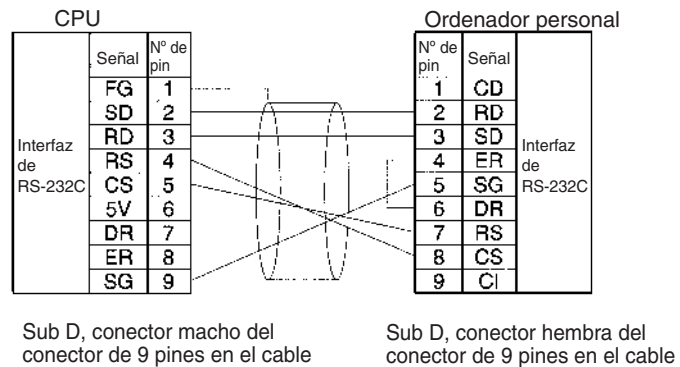 CPU
Ordenador personal
Interfaz de RS-232C
Señal Nº de pin
FG 1
SD 2
RD 3
RS 4
CS 5
5V 6
DR 7
ER 8
SG 9
Nº de pin Señal
1 CD
2 RD
3 SD
4 ER
5 SG
6 DR
7 RS
8 CS
9 CI
Interfaz de RS-232C
Sub D, conector macho del
conector de 9 pines en el cable
Sub D, conector hembra del
conector de 9 pines en el cable